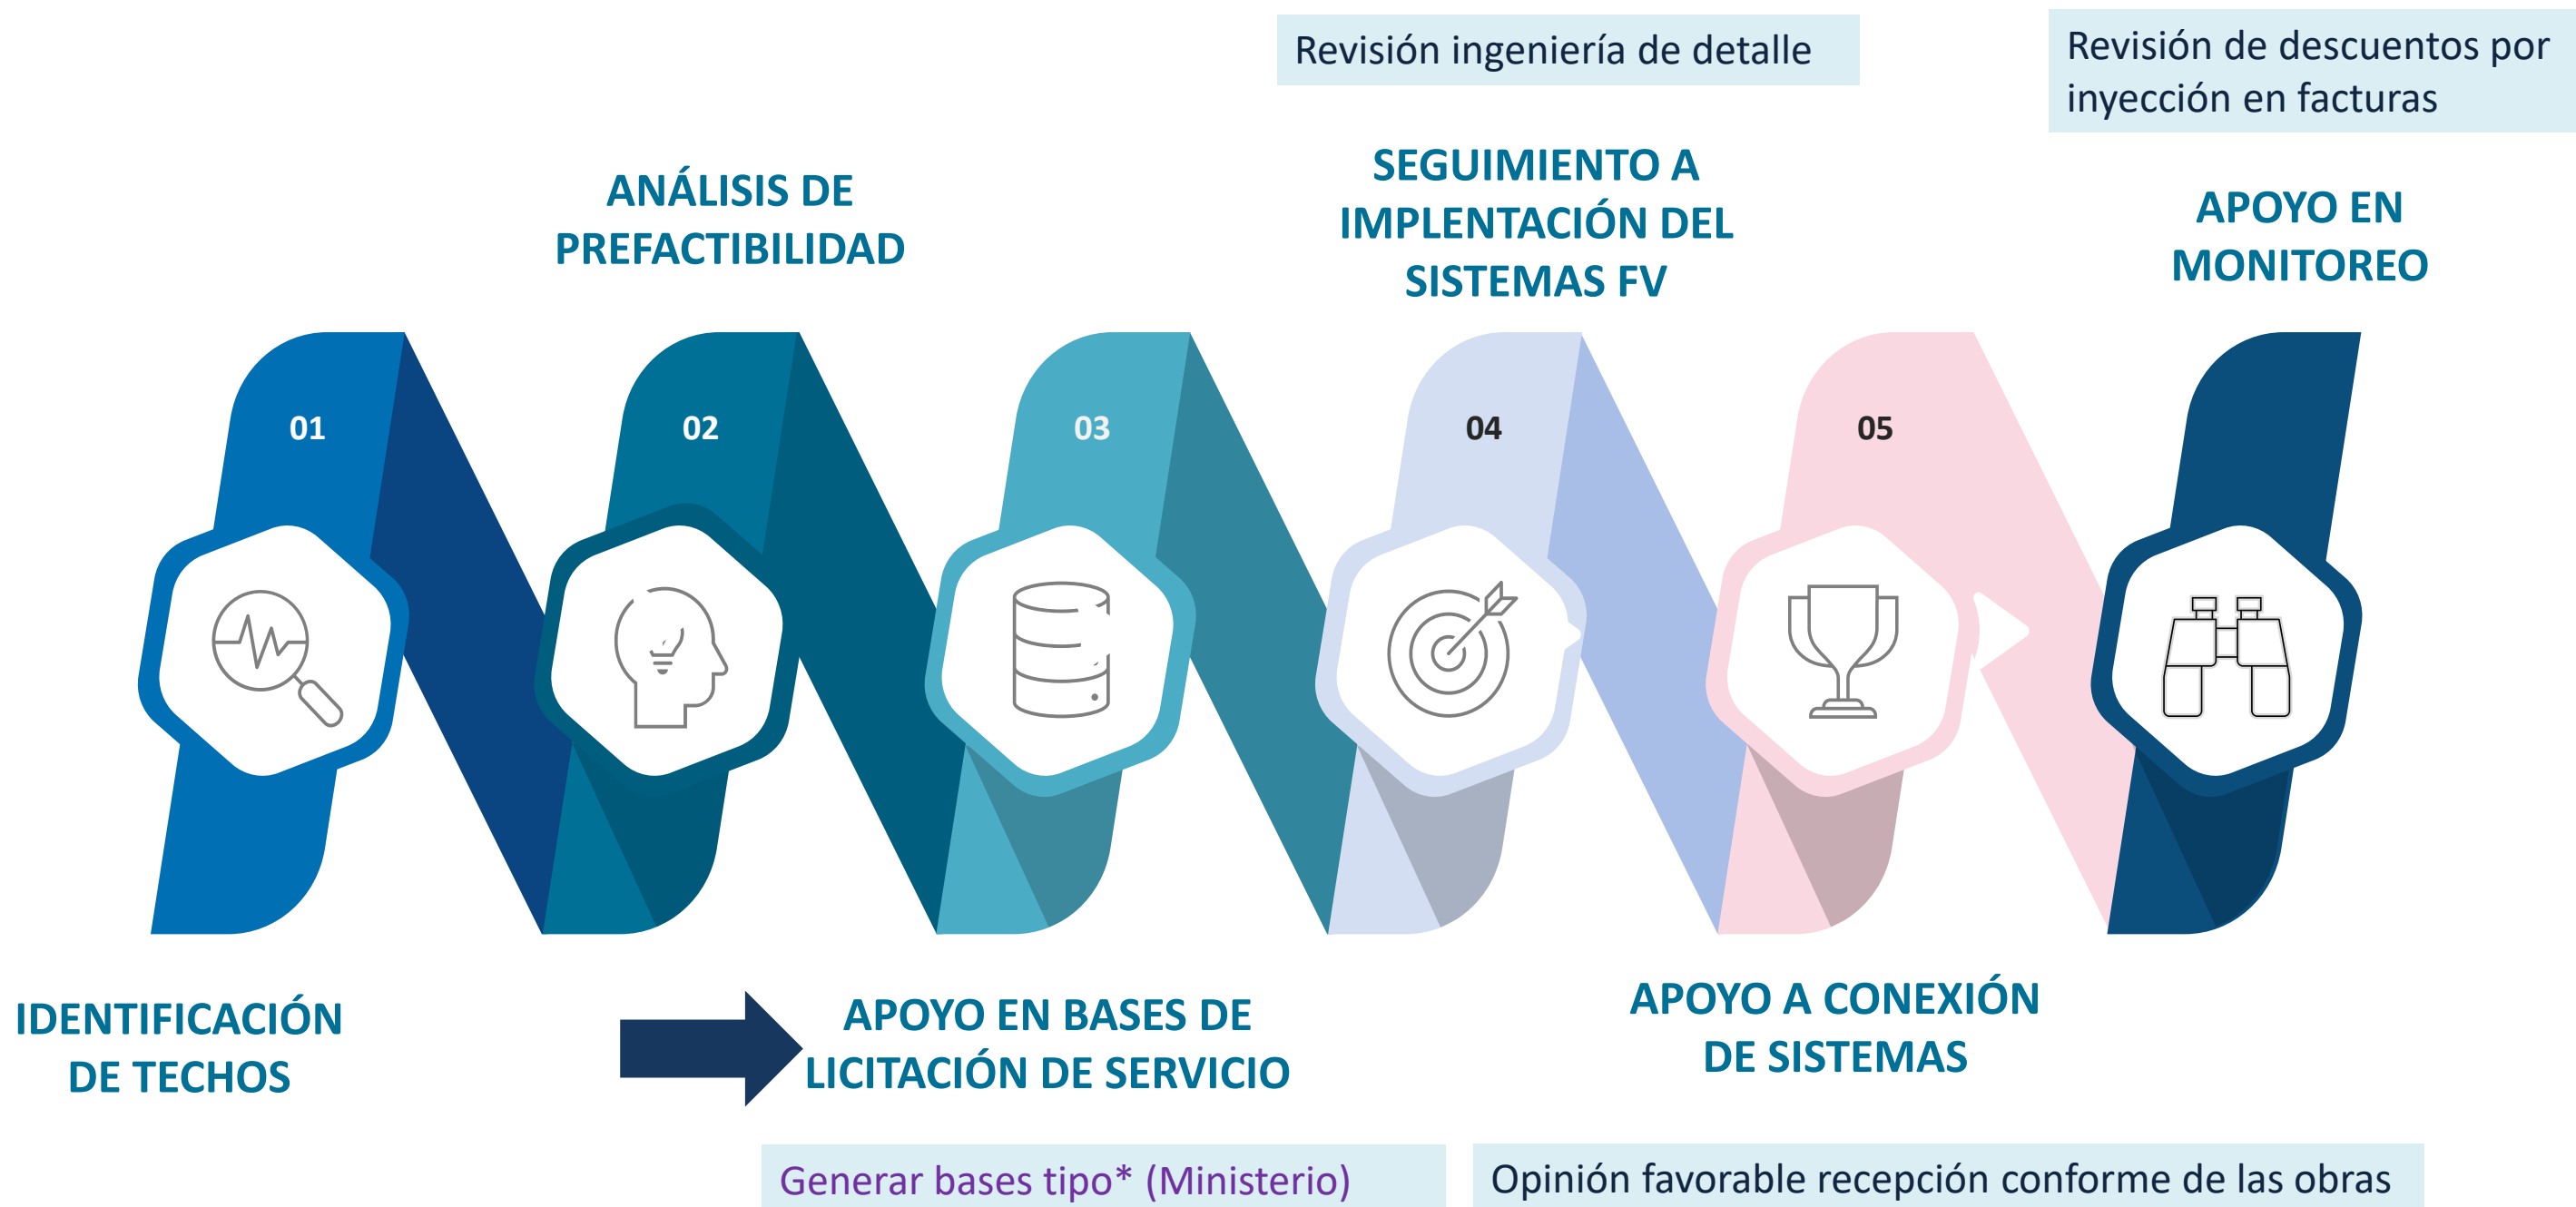 Revisión ingeniería de detalle
Revisión de descuentos por
inyección en facturas
ANÁLISIS DE
PREFACTIBILIDAD
SEGUIMIENTO A
IMPLENTACIÓN DEL
SISTEMAS FV
APOYO EN
MONITOREO
01
02
03
04
05
IDENTIFICACIÓN
DE TECHOS
APOYO EN BASES DE
LICITACIÓN DE SERVICIO
APOYO A CONEXIÓN
DE SISTEMAS
Generar bases tipo* (Ministerio)
Opinión favorable recepción conforme de las obras